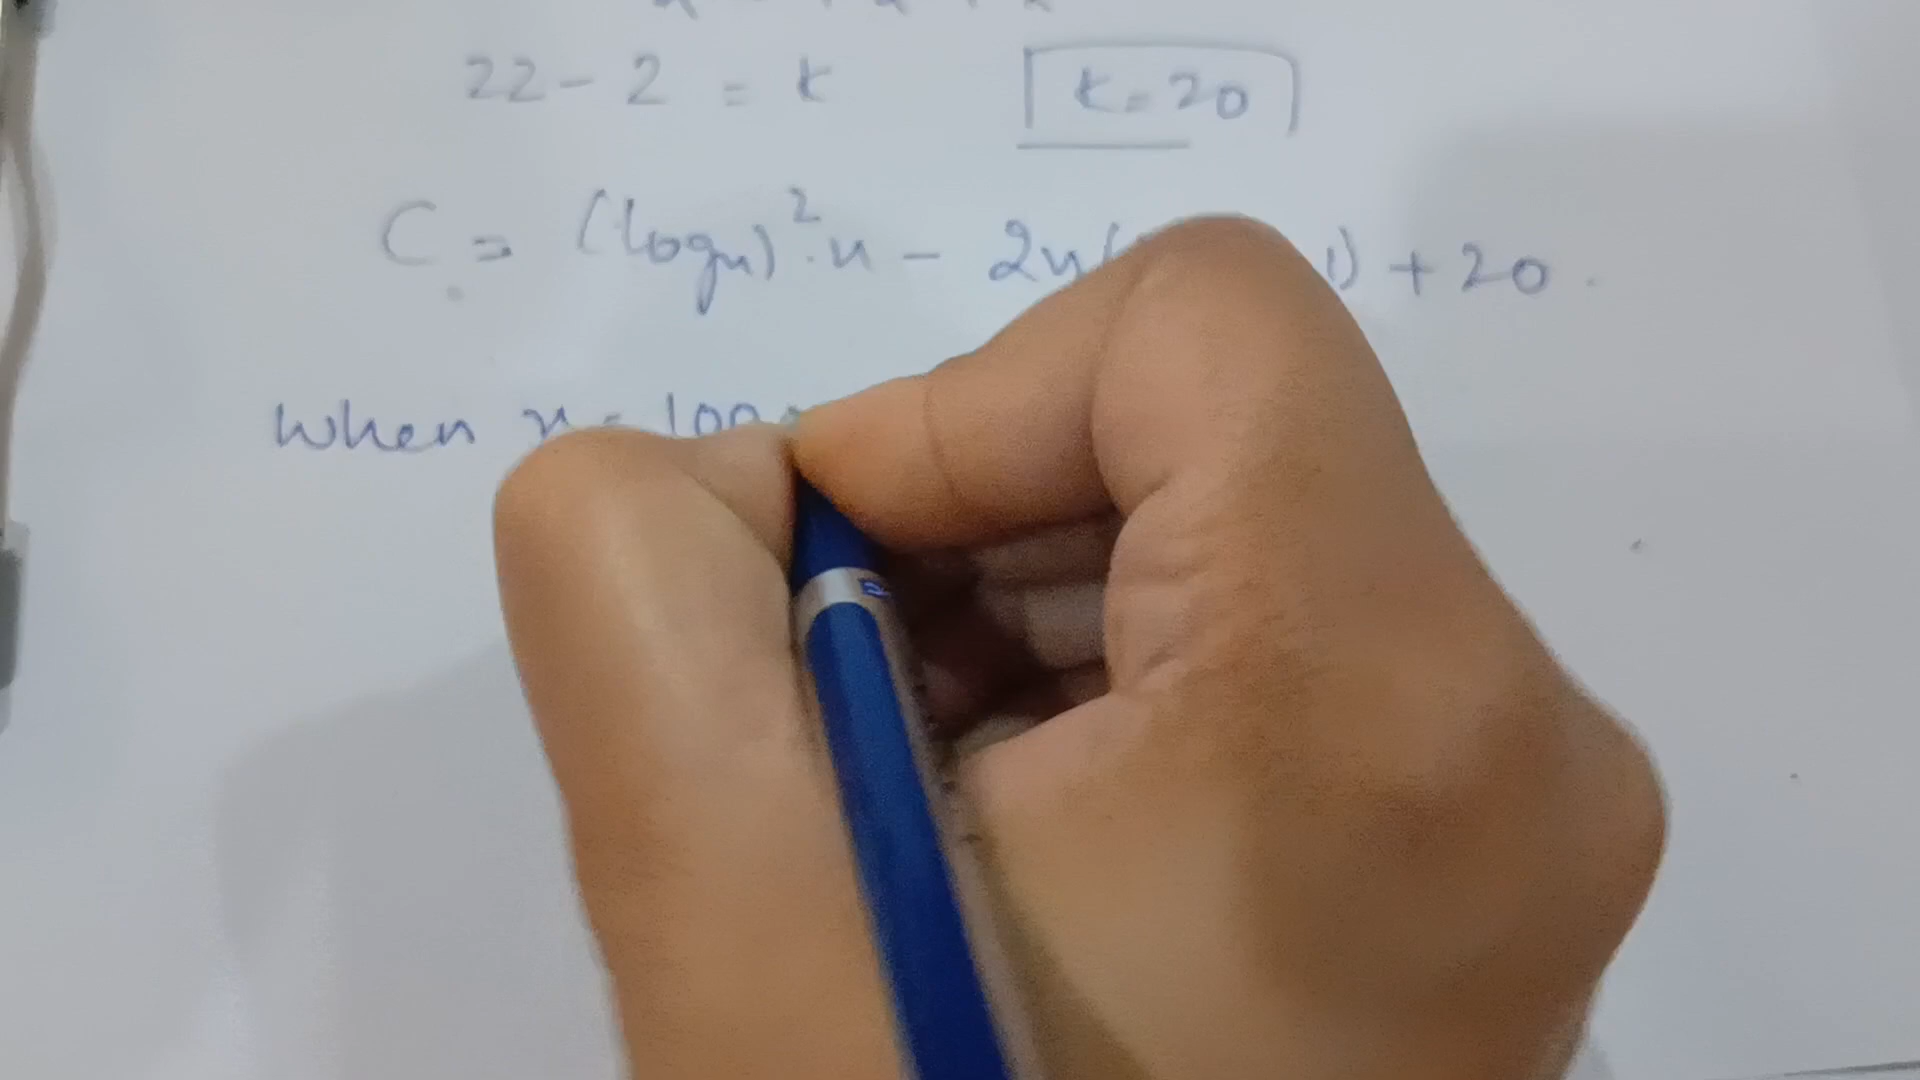 22 - 2 = k
k = 20
C = (log x)² . x - 2x( 1) + 20 .
When x = 100